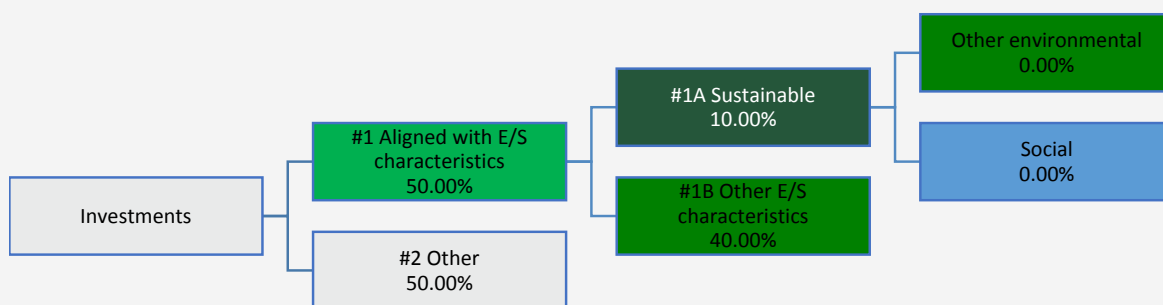 Investments
#1 Aligned with E/S
characteristics
50.00%
#2 Other
50.00%
#1A Sustainable
10.00%
#1B Other E/S
characteristics
40.00%
Other environmental
0.00%
Social
0.00%